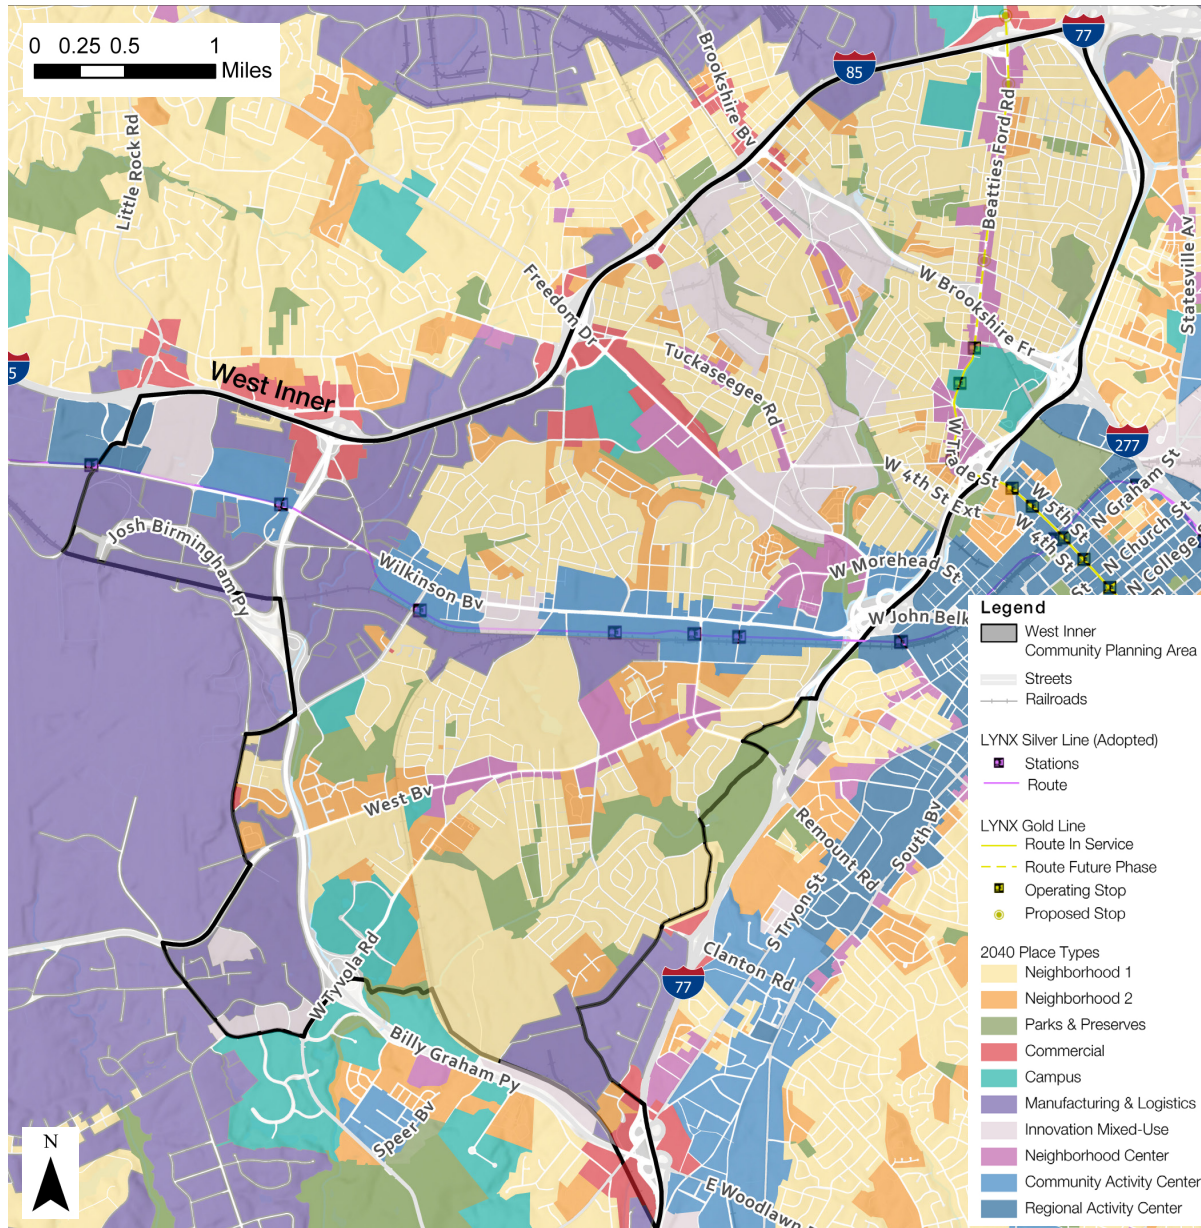 0 0.25 0.5 1
Miles
Brookshire Bv
85
77
Little Rock Rd
Beatties Ford Rd
Statesville Av
Freedom Dr
W Brookshire Fr
Tuckaseegee Rd
5
West Inner
277
W Trade St
W 4th St Ext
W 5th St
N Graham St
W 4th St
N Church St
N College
St
Josh Birmingham Py
Wilkinson Bv
W Morehead St
W John Belk
West Bv
Remount Rd
South Bv
S Tryon St
Clanton Rd
77
W Tyvola Rd
Billy Graham Py
Speer Bv
E Woodlawn
N
Legend
West Inner
Community Planning Area
Streets
Railroads
LYNX Silver Line (Adopted)
Stations
Route
LYNX Gold Line
Route In Service
Route Future Phase
Operating Stop
Proposed Stop
2040 Place Types
Neighborhood 1
Neighborhood 2
Parks & Preserves
Commercial
Campus
Manufacturing & Logistics
Innovation Mixed-Use
Neighborhood Center
Community Activity Center
Regional Activity Center